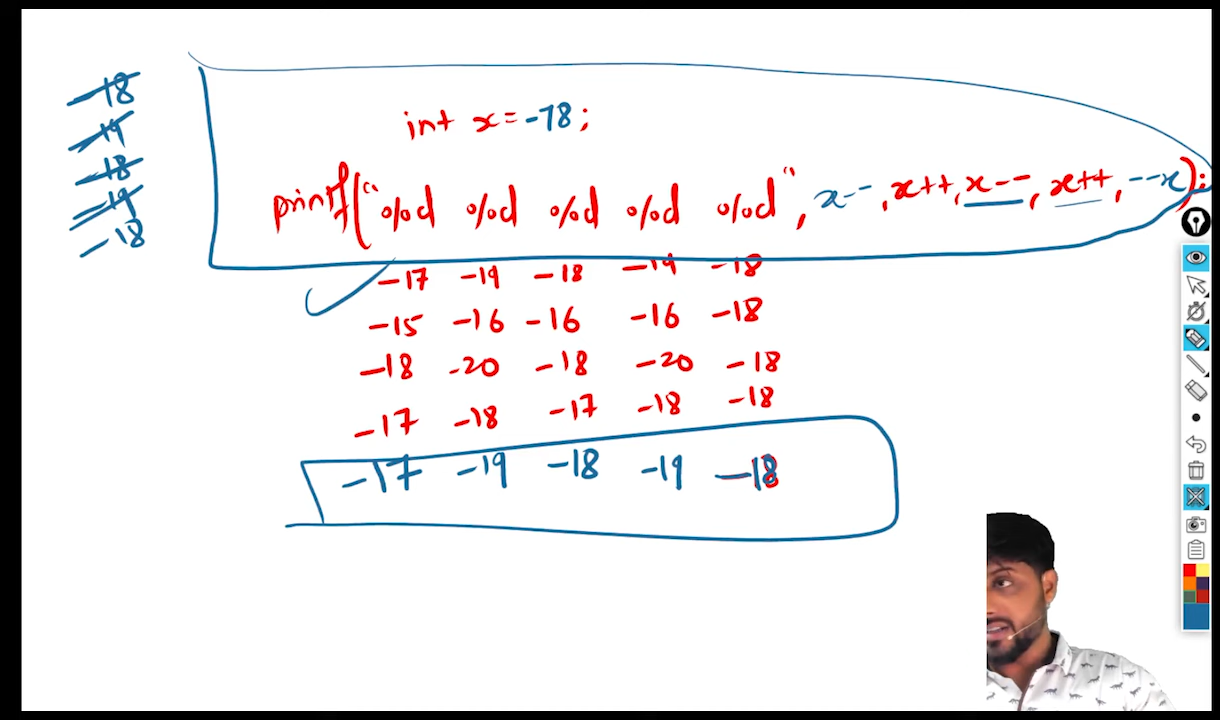 -18
-19
-18
-19
-18
int x = -78;
printf("%d %d %d %d %d", x--, x++, x--, x++, --x);
-17 -19 -18 -19 -18
-15 -16 -16 -16 -18
-18 -20 -18 -20 -18
-17 -18 -17 -18 -18
-17 -19 -18 -19 -18